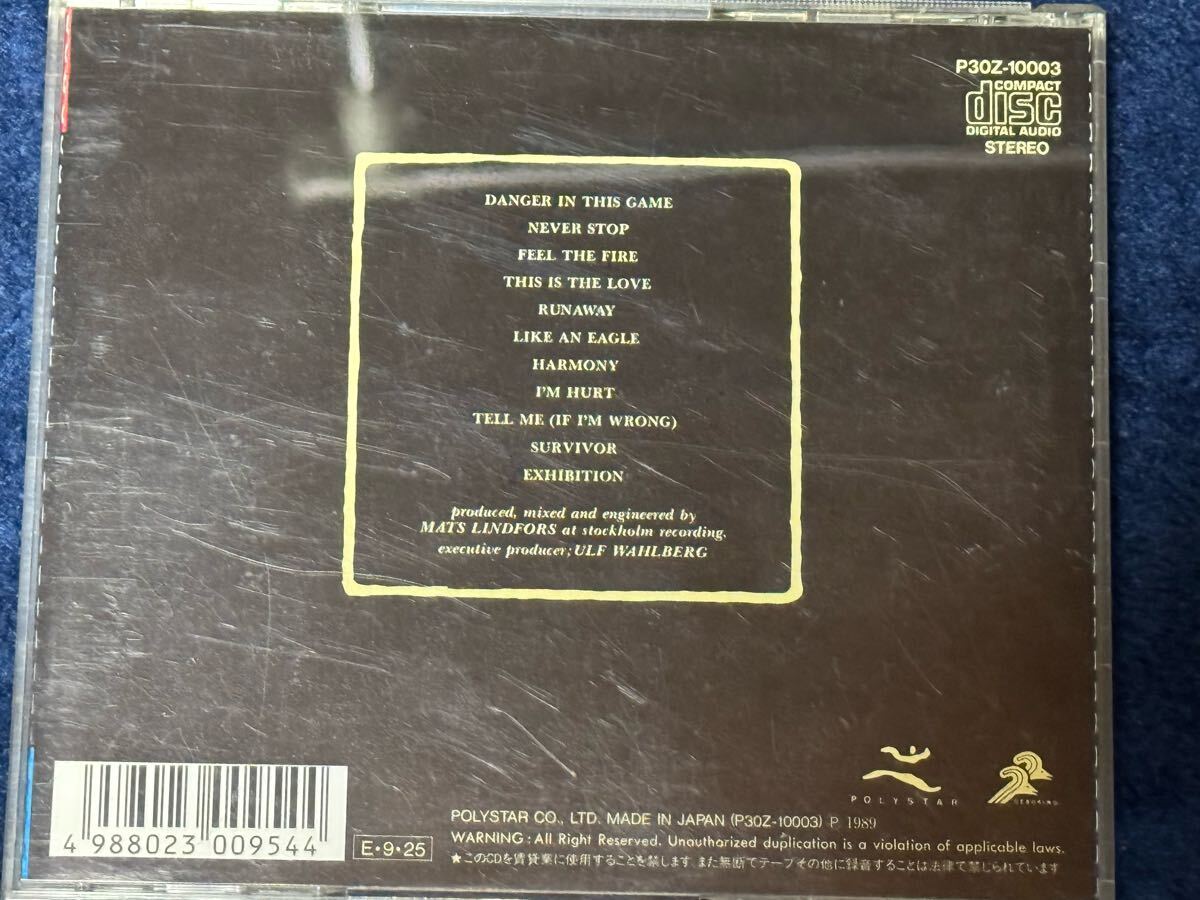 P30Z-10003
COMPACT
disc
DIGITAL AUDIO
STEREO
DANGER IN THIS GAME
NEVER STOP
FEEL THE FIRE
THIS IS THE LOVE
RUNAWAY
LIKE AN EAGLE
HARMONY
I'M HURT
TELL ME (IF I'M WRONG)
SURVIVOR
EXHIBITION
produced, mixed and engineered by
MATS LINDFORS at stockholm recording.
executive producer; ULF WAHLBERG
POLYSTAR
POLYSTAR CO., LTD. MADE IN JAPAN (P30Z-10003) P 1989
WARNING : All Right Reserved. Unauthorized duplication is a violation of applicable laws.
★このCDを賃貸業に使用することを禁します また無断でテープその他に録音することは法律で禁じられています
4 988023 009544
E・9・25